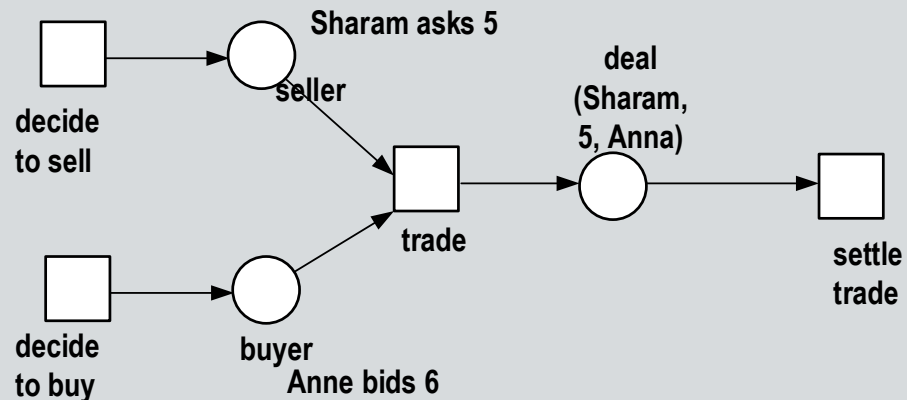 Sharam asks 5
seller
decide
to sell
deal
(Sharam,
5, Anna)
trade
settle
trade
decide
to buy
buyer
Anne bids 6